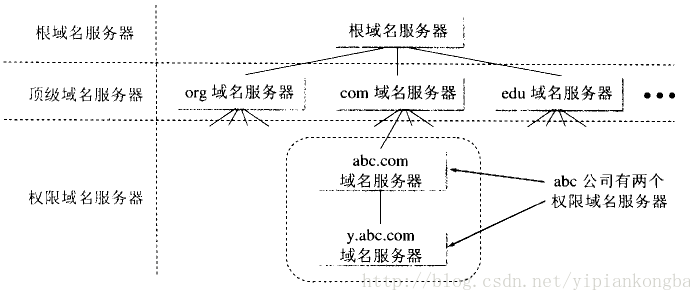 根域名服务器
根域名服务器
顶级域名服务器
org 域名服务器
com 域名服务器
edu 域名服务器
权限域名服务器
abc.com
域名服务器
y.abc.com
域名服务器
abc 公司有两个
权限域名服务器
http://blog.csdn.net/yipiankongba